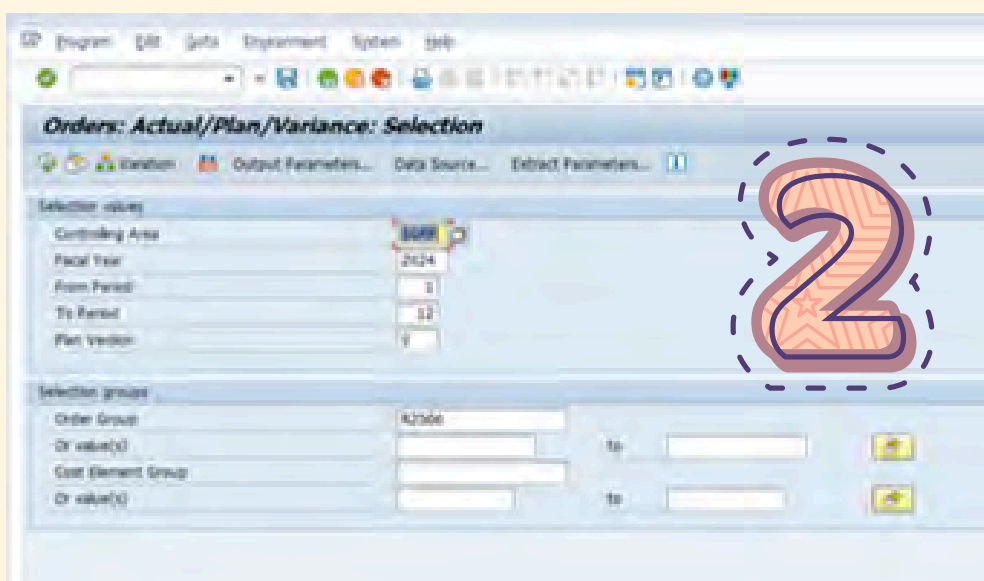 Program Edit Goto Environment System Help
Orders: Actual/Plan/Variance: Selection
Variation Output Parameters... Data Source... Extract Parameters...
Selection values
Controlling Area
Fiscal Year 2024
From Period 1
To Period 12
Plan Version
2
Selection groups
Order Group
Or value(s) to
Cost Element Group
Or value(s) to